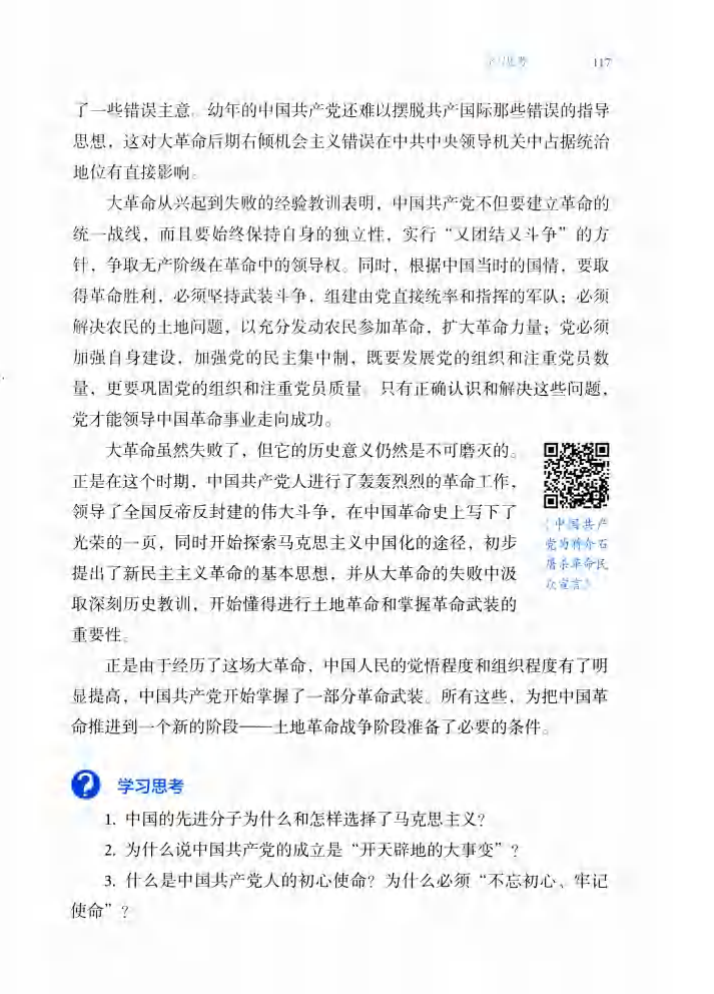 学习思考 117
了一些错误主意。幼年的中国共产党还难以摆脱共产国际那些错误的指导
思想，这对大革命后期右倾机会主义错误在中共中央领导机关中占据统治
地位有直接影响。
大革命从兴起到失败的经验教训表明，中国共产党不但要建立革命的
统一战线，而且要始终保持自身的独立性，实行“又团结又斗争”的方
针，争取无产阶级在革命中的领导权。同时，根据中国当时的国情，要取
得革命胜利，必须坚持武装斗争，组建由党直接统率和指挥的军队；必须
解决农民的土地问题，以充分发动农民参加革命，扩大革命力量；党必须
加强自身建设，加强党的民主集中制，既要发展党的组织和注重党员数
量，更要巩固党的组织和注重党员质量。只有正确认识和解决这些问题，
党才能领导中国革命事业走向成功。
大革命虽然失败了，但它的历史意义仍然是不可磨灭的。
正是在这个时期，中国共产党人进行了轰轰烈烈的革命工作，
领导了全国反帝反封建的伟大斗争，在中国革命史上写下了
光荣的一页，同时开始探索马克思主义中国化的途径，初步
提出了新民主主义革命的基本思想，并从大革命的失败中汲
取深刻历史教训，开始懂得进行土地革命和掌握革命武装的
重要性。
《中国共产
党为蒋介石
屠杀革命民
众宣言》
正是由于经历了这场大革命，中国人民的觉悟程度和组织程度有了明
显提高，中国共产党开始掌握了一部分革命武装。所有这些，为把中国革
命推进到一个新的阶段——土地革命战争阶段准备了必要的条件。
? 学习思考
1. 中国的先进分子为什么和怎样选择了马克思主义？
2. 为什么说中国共产党的成立是“开天辟地的大事变”？
3. 什么是中国共产党人的初心使命？为什么必须“不忘初心、牢记
使命”？